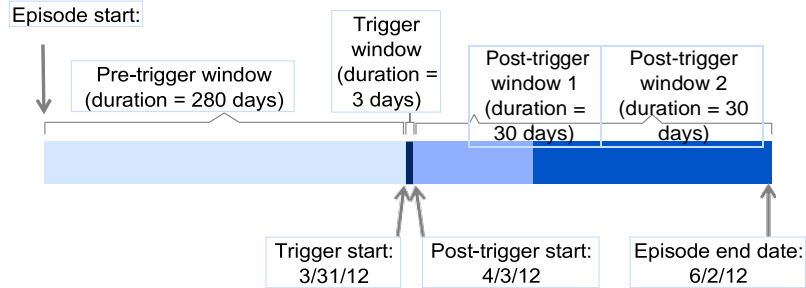 Episode start:
Trigger
window
(duration =
3 days)
Pre-trigger window
(duration = 280 days)
Post-trigger
window 1
(duration =
30 days)
Post-trigger
window 2
(duration = 30
days)
Trigger start:
3/31/12
Post-trigger start:
4/3/12
Episode end date:
6/2/12